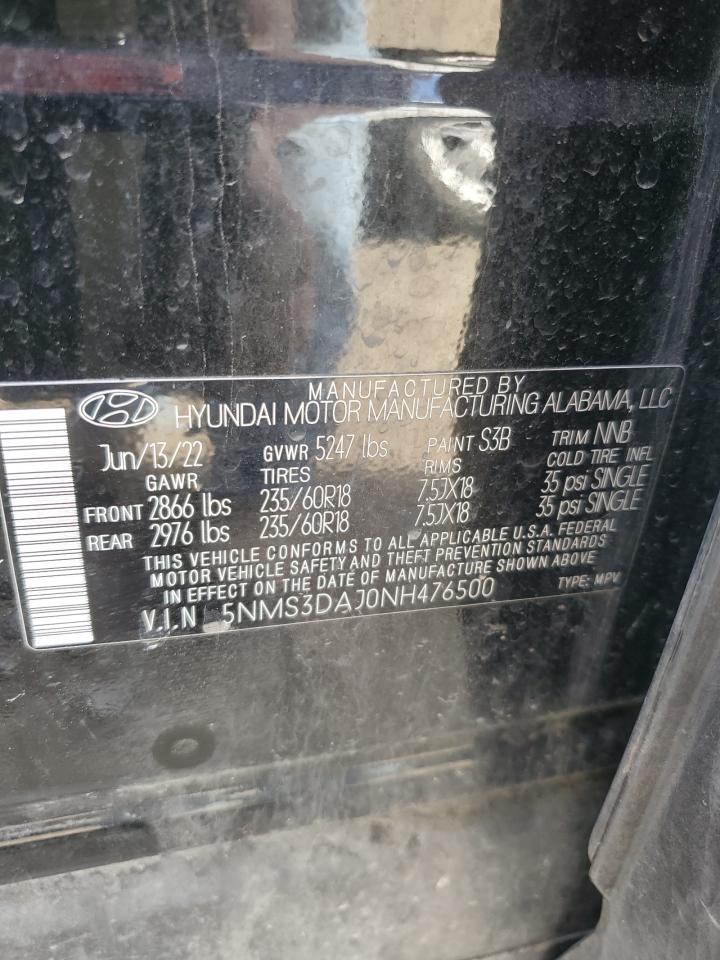 MANUFACTURED BY
HYUNDAI MOTOR MANUFACTURING ALABAMA, LLC
Jun/13/22 GVWR 5247 lbs PAINT S3B TRIM NNB
GAWR TIRES RIMS COLD TIRE INFL
FRONT 2866 lbs 235/60R18 7.5JX18 35 psi SINGLE
REAR 2976 lbs 235/60R18 7.5JX18 35 psi SINGLE
THIS VEHICLE CONFORMS TO ALL APPLICABLE U.S.A. FEDERAL
MOTOR VEHICLE SAFETY AND THEFT PREVENTION STANDARDS
IN EFFECT ON THE DATE OF MANUFACTURE SHOWN ABOVE
V.I.N 5NMS3DAJ0NH476500 TYPE: MPV